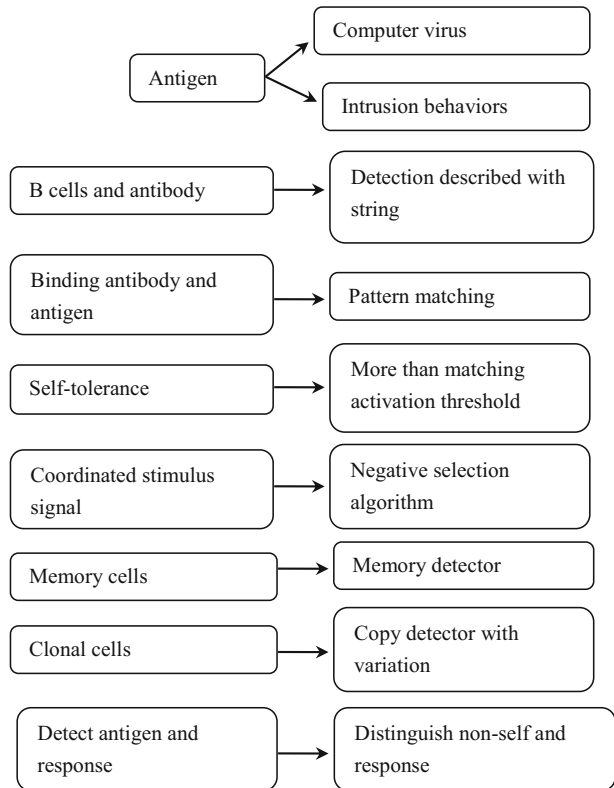 Computer virus
Antigen
Intrusion behaviors
B cells and antibody
Detection described with
string
Binding antibody and
antigen
Pattern matching
Self-tolerance
More than matching
activation threshold
Coordinated stimulus
signal
Negative selection
algorithm
Memory cells
Memory detector
Clonal cells
Copy detector with
variation
Detect antigen and
response
Distinguish non-self and
response